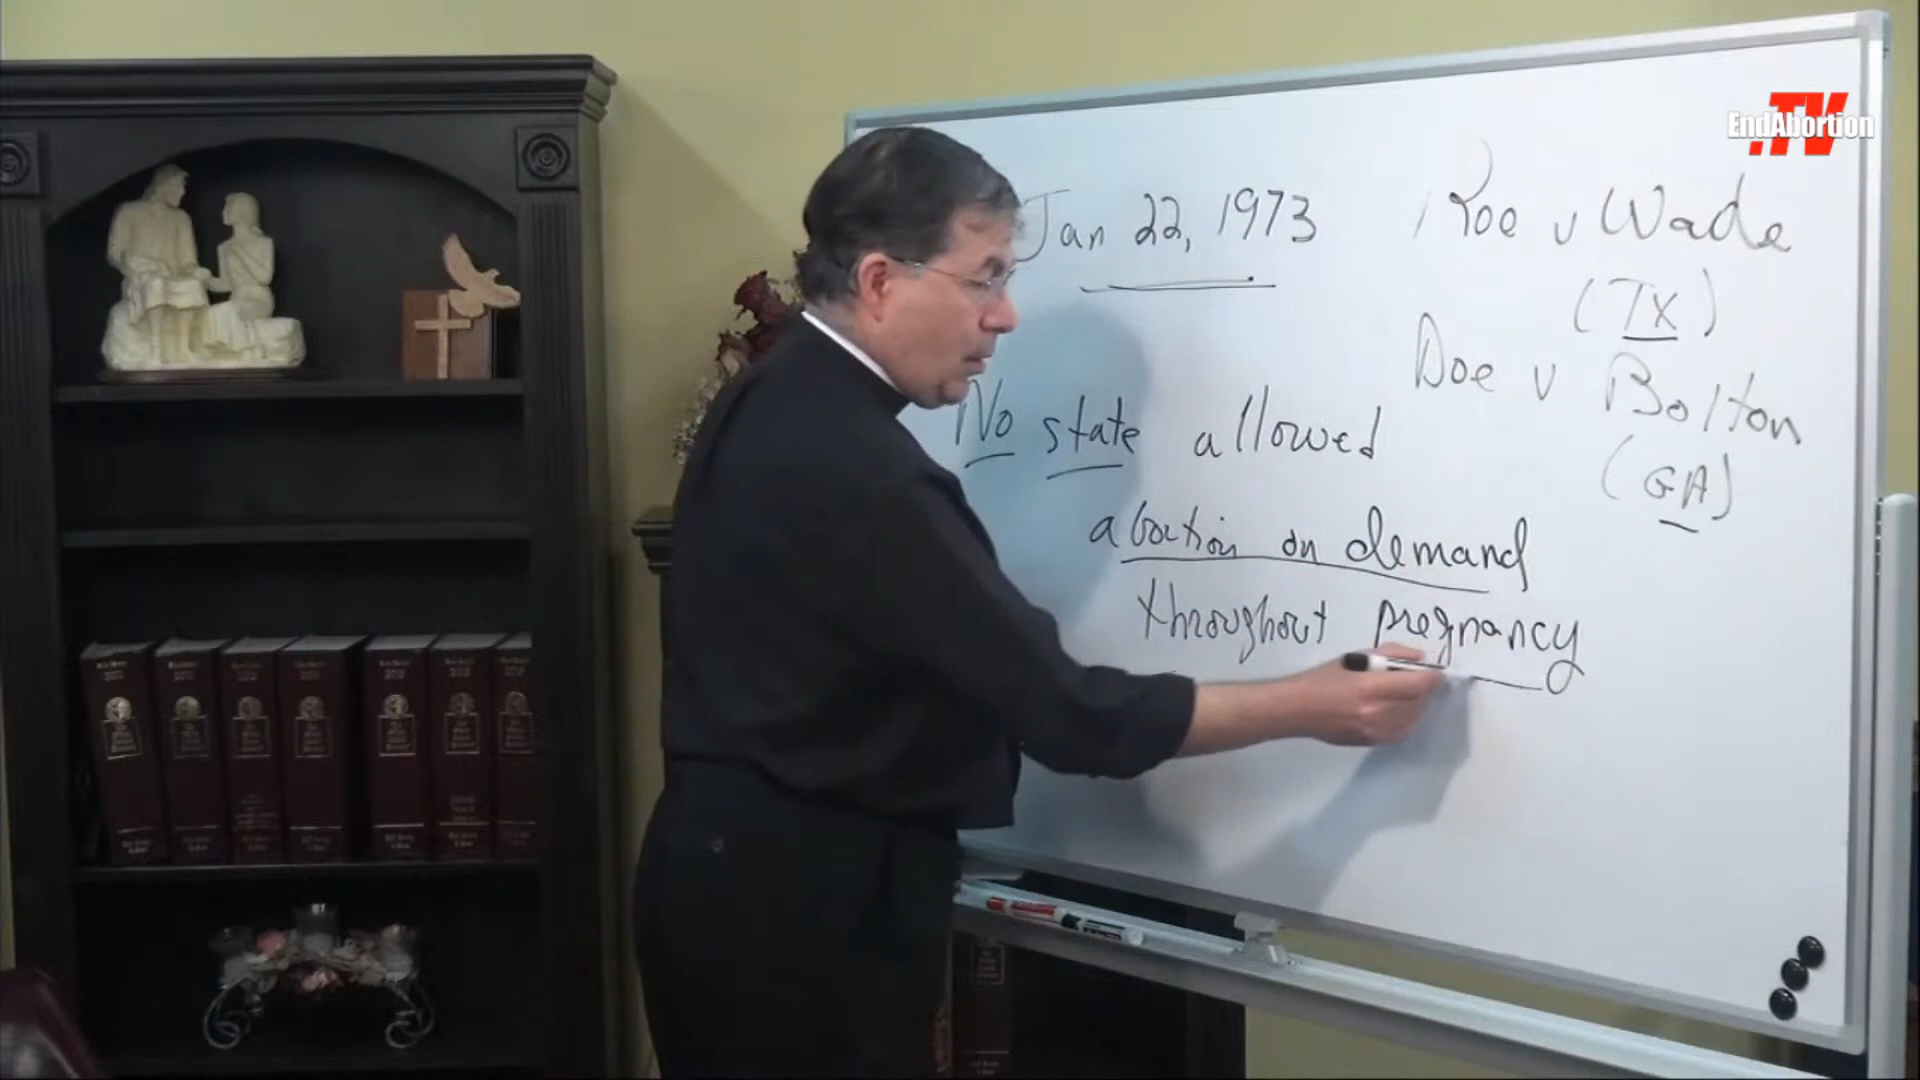 .TV
EndAbortion
Jan 22, 1973
Roe v Wade
(TX)
Doe v Bolton
(GA)
No state allowed
abortion on demand
throughout pregnancy